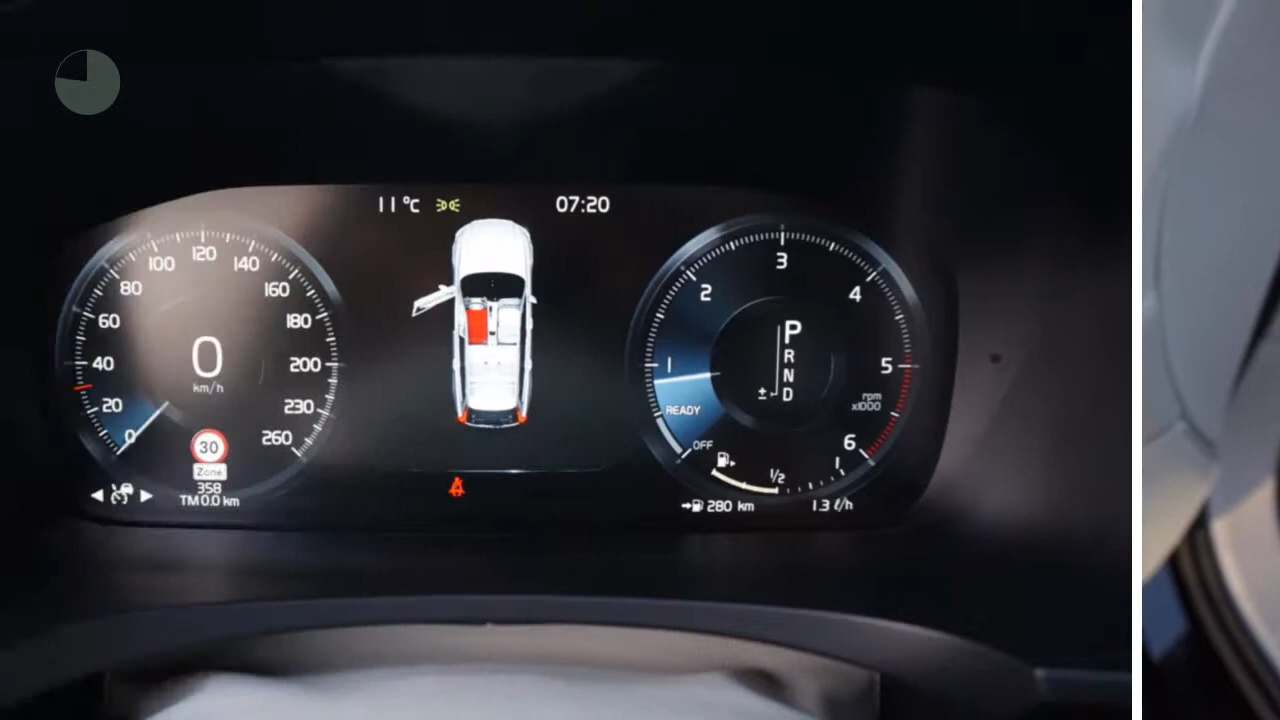 11 °C
07:20
0
20
40
60
80
100
120
140
160
180
200
230
260
0
km/h
30
Zone
358
TM 0.0 km
OFF
READY
1
2
3
4
5
6
rpm
x1000
P
R
N
D
±
1/2
1
280 km
1.3 ℓ/h